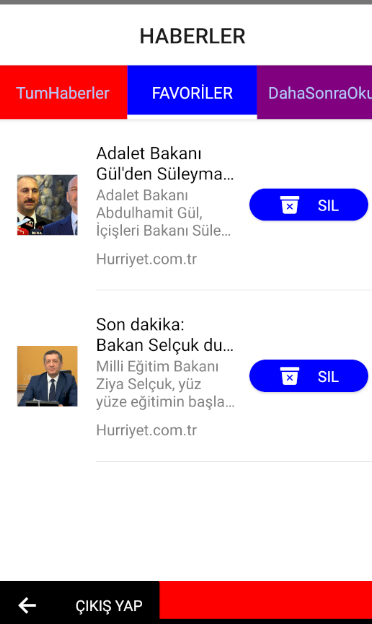 HABERLER
TumHaberler
FAVORİLER
DahaSonraOku
Adalet Bakanı
Gül'den Süleyma...
Adalet Bakanı
Abdulhamit Gül,
İçişleri Bakanı Süle...
Hurriyet.com.tr
SIL
Son dakika:
Bakan Selçuk du...
Milli Eğitim Bakanı
Ziya Selçuk, yüz
yüze eğitimin başla...
Hurriyet.com.tr
SIL
ÇIKIŞ YAP